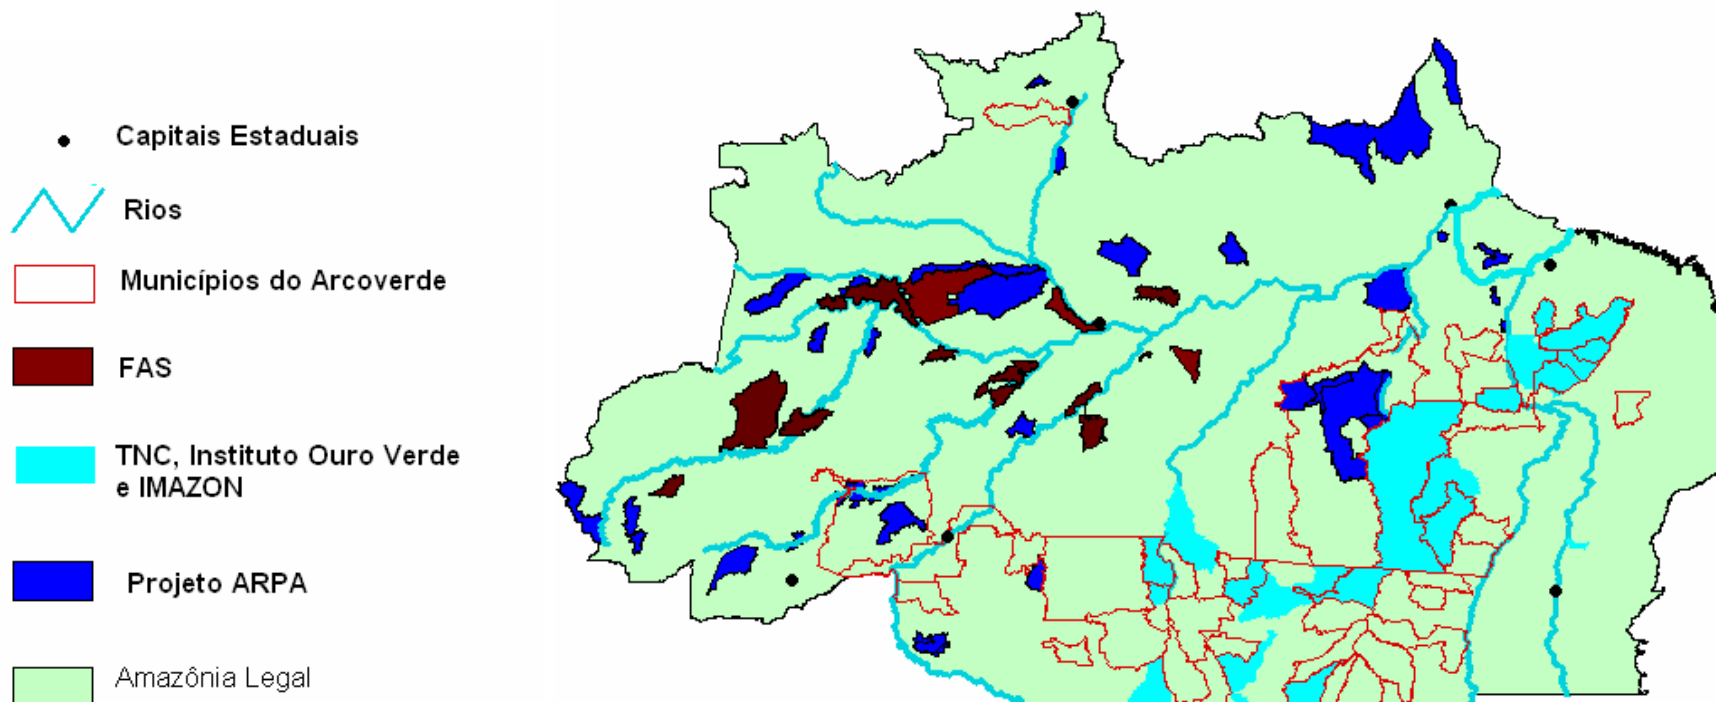 Capitais Estaduais
Rios
Municípios do Arcoverde
FAS
TNC, Instituto Ouro Verde
e IMAZON
Projeto ARPA
Amazônia Legal